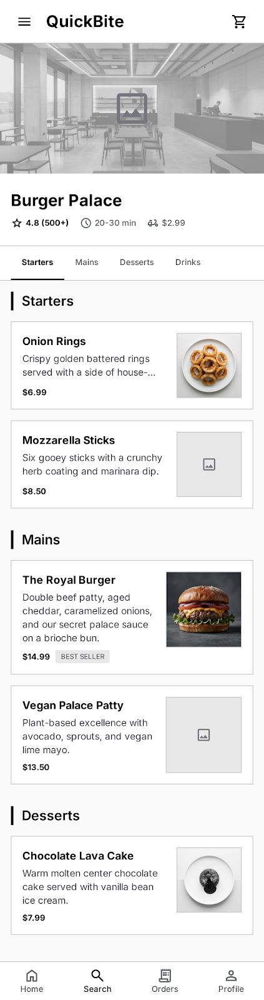 QuickBite
Burger Palace
4.8 (500+) 20-30 min $2.99
Starters Mains Desserts Drinks
Starters
Onion Rings
Crispy golden battered rings
served with a side of house-...
$6.99
Mozzarella Sticks
Six gooey sticks with a crunchy
herb coating and marinara dip.
$8.50
Mains
The Royal Burger
Double beef patty, aged
cheddar, caramelized onions,
and our secret palace sauce
on a brioche bun.
$14.99 BEST SELLER
Vegan Palace Patty
Plant-based excellence with
avocado, sprouts, and vegan
lime mayo.
$13.50
Desserts
Chocolate Lava Cake
Warm molten center chocolate
cake served with vanilla bean
ice cream.
$7.99
Home Search Orders Profile